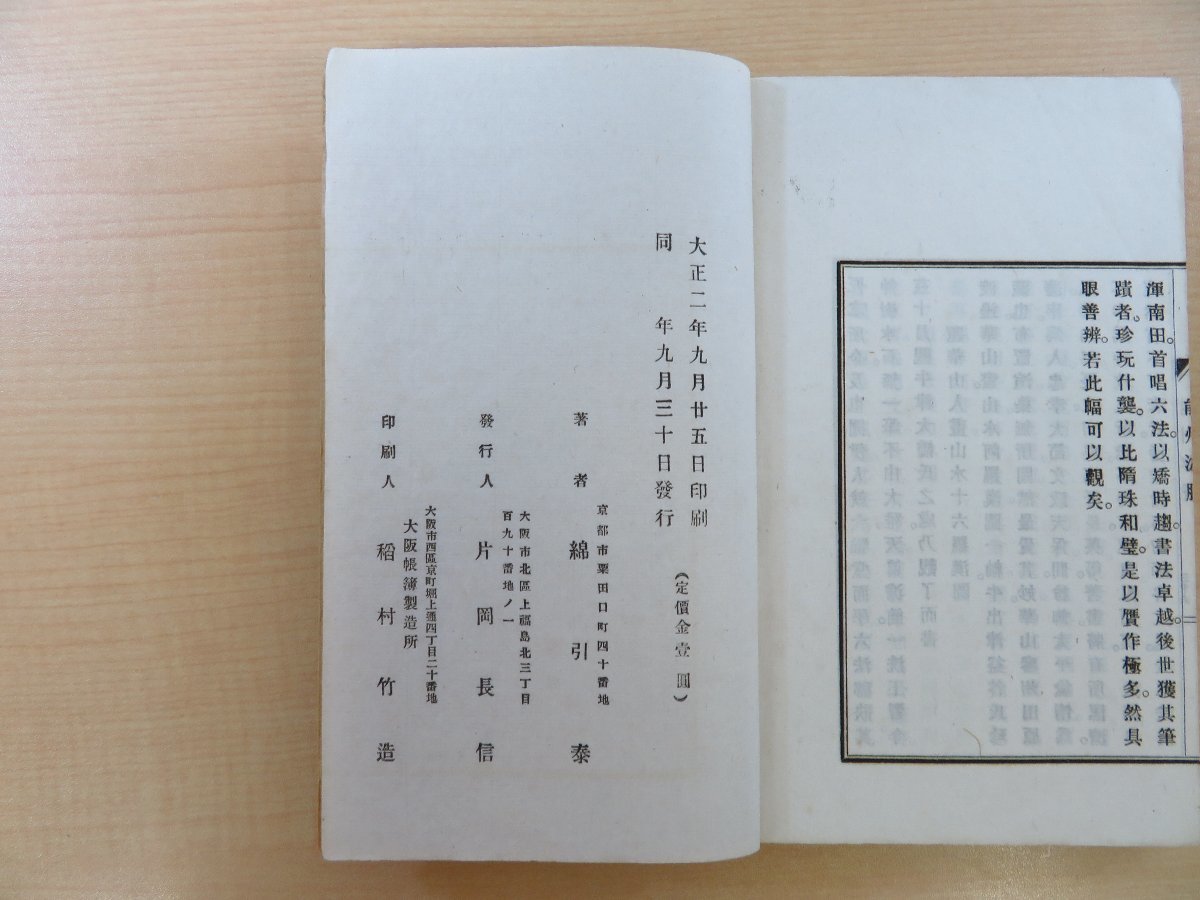 渾南田。首唱六法。以矯時趨。書法卓越。後世獲其筆
蹟者。珍玩什襲。以比隋珠和璧。是以贋作極多。然具
眼善辨。若此幅可以觀矣。
大正二年九月廿五日印刷
同 年九月三十日發行
(定價金壹圓)
京都市粟田口町四十番地
著者 綿引泰
大阪市北區上福島北三丁目
百九十番地ノ一
發行人 片岡長信
大阪市西區京町堀上通四丁目二十番地
大阪帳簿製造所
印刷人 稻村竹造